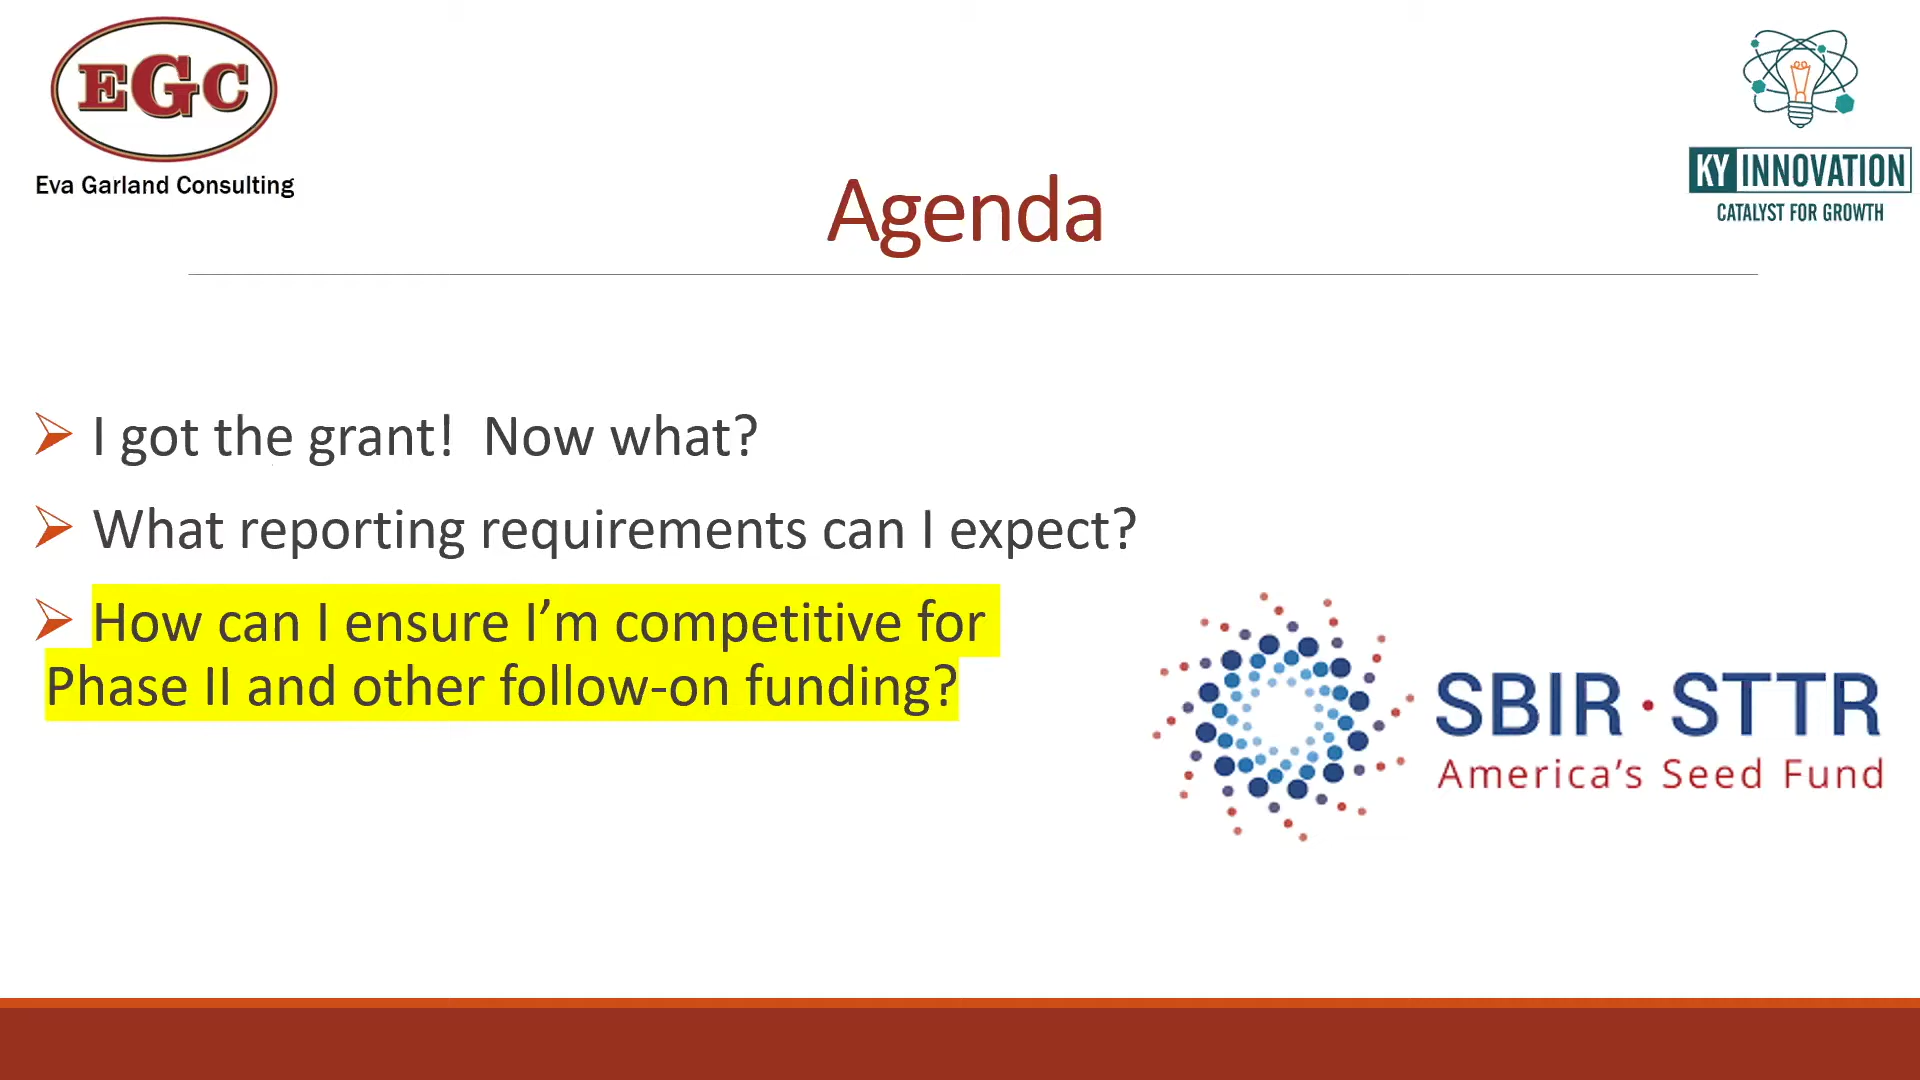 EGC
Eva Garland Consulting
KY INNOVATION
CATALYST FOR GROWTH
Agenda
I got the grant!  Now what?
What reporting requirements can I expect?
How can I ensure I’m competitive for
Phase II and other follow-on funding?
SBIR·STTR
America’s Seed Fund